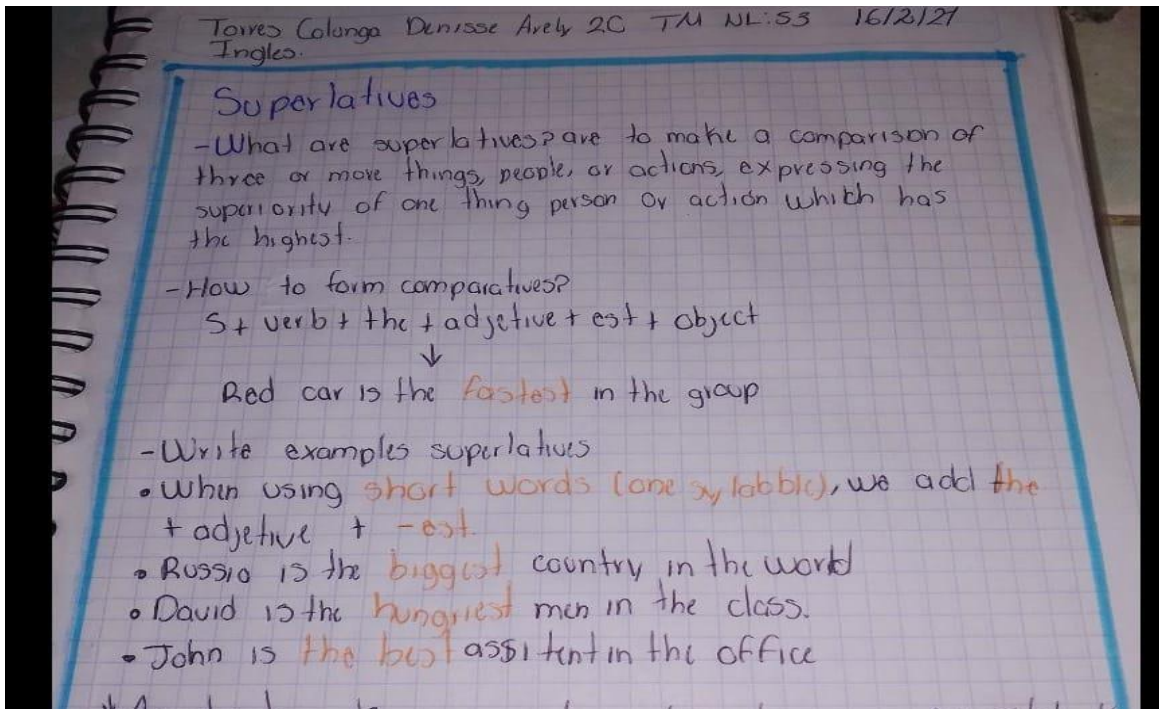 Torres Colunga Denisse Arely 2C TM NL:53 16/2/21
Ingles.
Superlatives
-What are superlatives? are to make a comparison of
three or more things, people, or actions, expressing the
superiority of one thing person or action which has
the highest.
-How to form comparatives?
S+ verb + the + adjetive + est + object
↓
Red car is the fastest in the group
-Write examples superlatives
• When using short words (one syllabble), we add the
+ adjetive + -est.
• Russia is the biggest country in the world
• David is the hungriest men in the class.
• John is the best assitent in the office